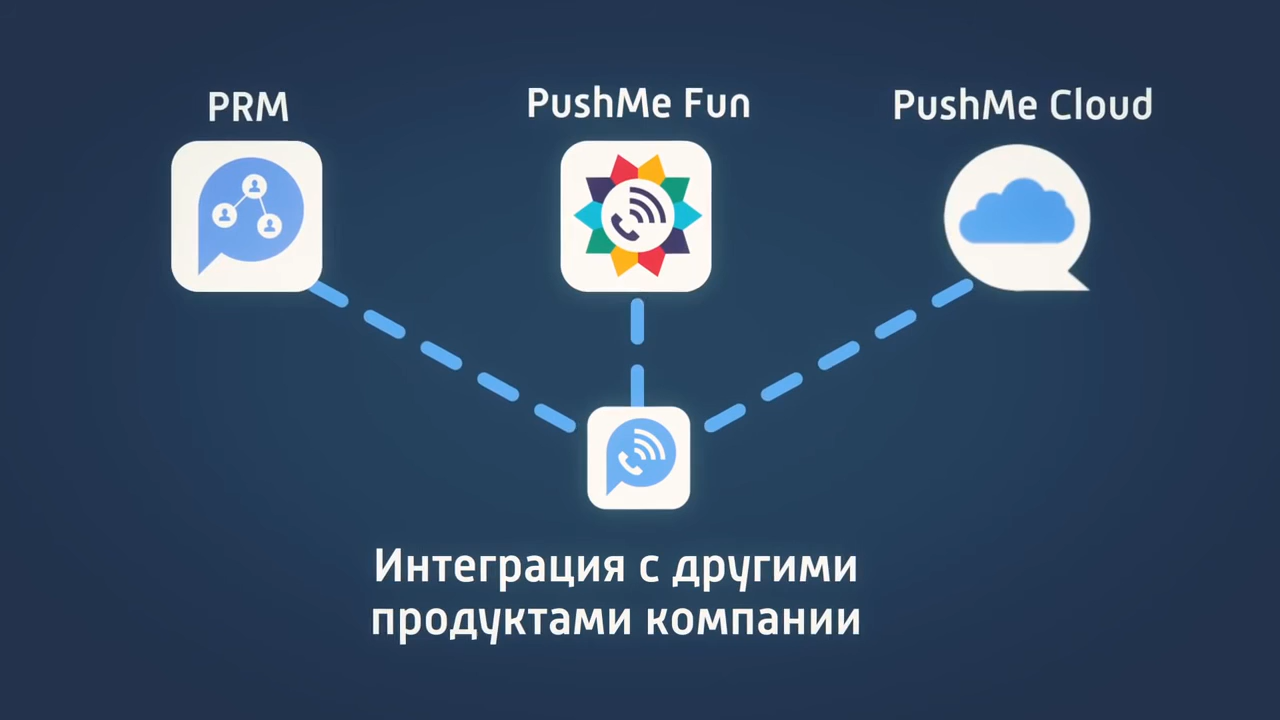 PRM
PushMe Fun
PushMe Cloud
Интеграция с другими
продуктами компании